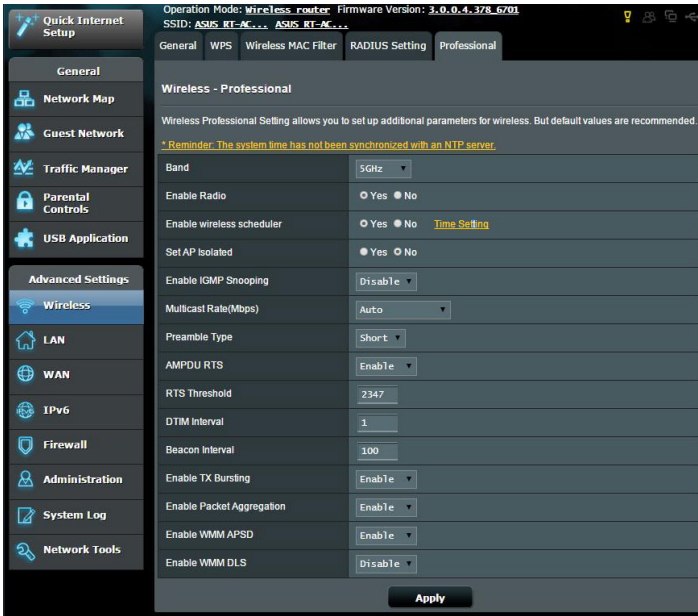 Quick Internet Setup
Operation Mode: Wireless router Firmware Version: 3.0.0.4.378_6701
SSID: ASUS RT-AC... ASUS RT-AC...
General WPS Wireless MAC Filter RADIUS Setting Professional
General
Network Map
Guest Network
Traffic Manager
Parental Controls
USB Application
Advanced Settings
Wireless
LAN
WAN
IPv6
Firewall
Administration
System Log
Network Tools
Wireless - Professional
Wireless Professional Setting allows you to set up additional parameters for wireless. But default values are recommended.
* Reminder: The system time has not been synchronized with an NTP server.
Band 5GHz
Enable Radio Yes No
Enable wireless scheduler Yes No Time Setting
Set AP Isolated Yes No
Enable IGMP Snooping Disable
Multicast Rate(Mbps) Auto
Preamble Type Short
AMPDU RTS Enable
RTS Threshold 2347
DTIM Interval 1
Beacon Interval 100
Enable TX Bursting Enable
Enable Packet Aggregation Enable
Enable WMM APSD Enable
Enable WMM DLS Disable
Apply